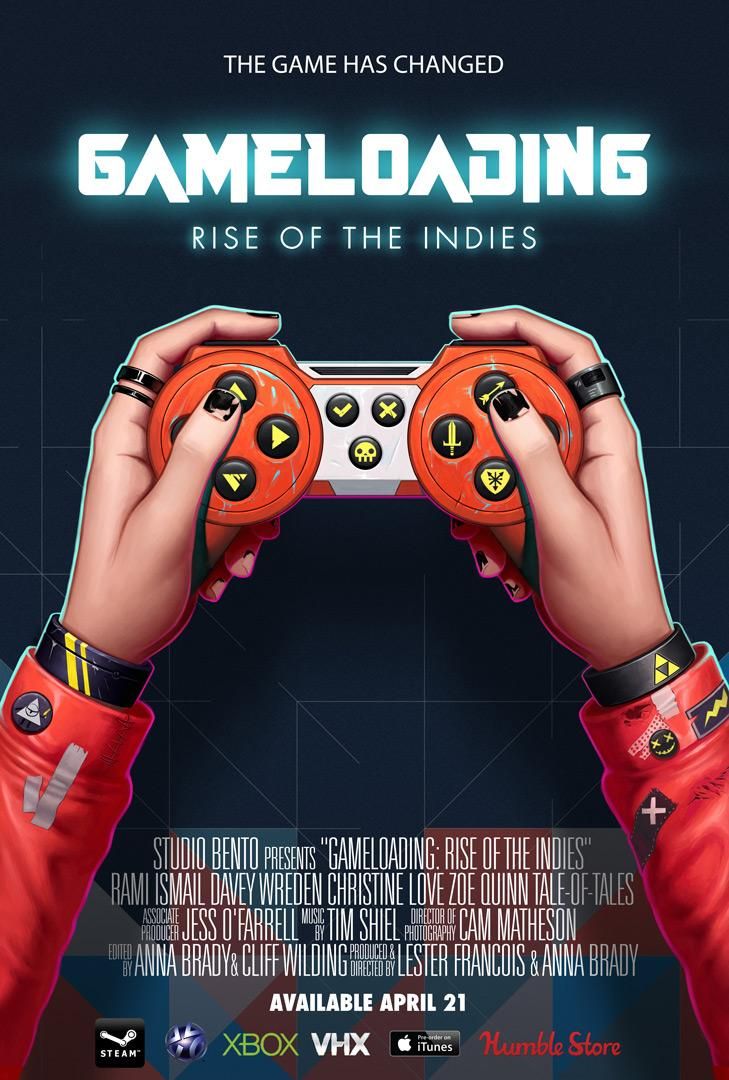 THE GAME HAS CHANGED
GAMELOADING
RISE OF THE INDIES
STUDIO BENTO PRESENTS "GAMELOADING: RISE OF THE INDIES"
RAMI ISMAIL DAVEY WREDEN CHRISTINE LOVE ZOE QUINN TALE-OF-TALES
ASSOCIATE PRODUCER JESS O'FARRELL MUSIC BY TIM SHIEL DIRECTOR OF PHOTOGRAPHY CAM MATHESON
EDITED BY ANNA BRADY & CLIFF WILDING PRODUCED & DIRECTED BY LESTER FRANCOIS & ANNA BRADY
AVAILABLE APRIL 21
STEAM™ XBOX VHX Pre-order on iTunes Humble Store